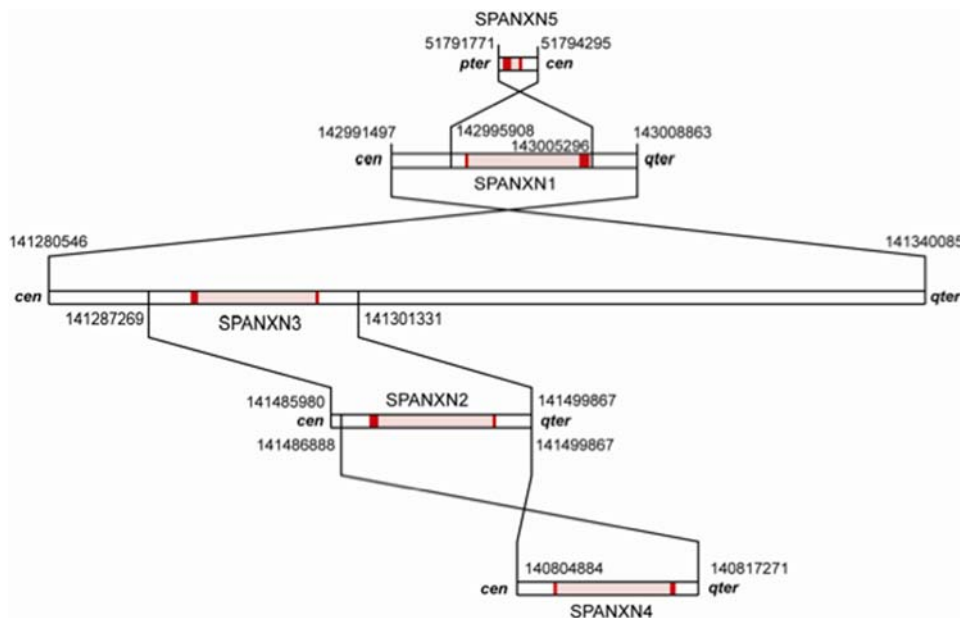 SPANXN5
51791771 51794295
pter cen
142991497 142995908 143008863
143005296
cen qter
SPANXN1
141280546 141340085
cen qter
141287269 SPANXN3 141301331
141485980 SPANXN2 141499867
cen qter
141486888 141499867
140804884 140817271
cen qter
SPANXN4